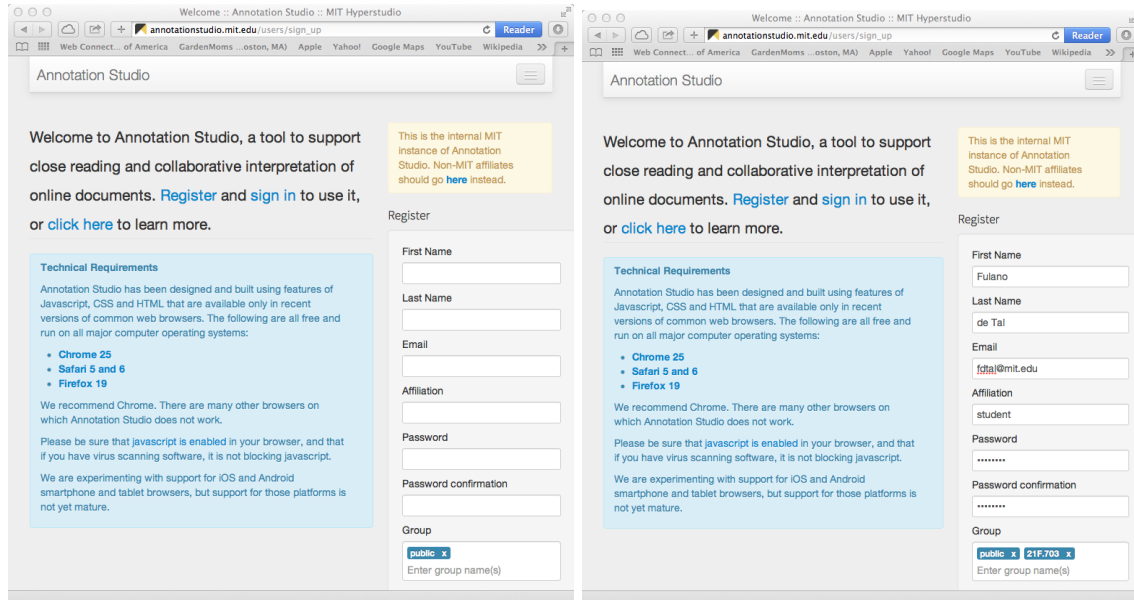 Welcome :: Annotation Studio :: MIT Hyperstudio
annotationstudio.mit.edu/users/sign_up
Reader
Web Connect... of America GardenMoms ...oston, MA) Apple Yahoo! Google Maps YouTube Wikipedia >> +
Annotation Studio
Welcome to Annotation Studio, a tool to support
close reading and collaborative interpretation of
online documents. Register and sign in to use it,
or click here to learn more.
Technical Requirements
Annotation Studio has been designed and built using features of
Javascript, CSS and HTML that are available only in recent
versions of common web browsers. The following are all free and
run on all major computer operating systems:
• Chrome 25
• Safari 5 and 6
• Firefox 19
We recommend Chrome. There are many other browsers on
which Annotation Studio does not work.
Please be sure that javascript is enabled in your browser, and that
if you have virus scanning software, it is not blocking javascript.
We are experimenting with support for iOS and Android
smartphone and tablet browsers, but support for those platforms is
not yet mature.
This is the internal MIT
instance of Annotation
Studio. Non-MIT affiliates
should go here instead.
Register
First Name
Last Name
Email
Affiliation
Password
Password confirmation
Group
public x
Enter group name(s)
Welcome :: Annotation Studio :: MIT Hyperstudio
annotationstudio.mit.edu/users/sign_up
Reader
Web Connect... of America GardenMoms ...oston, MA) Apple Yahoo! Google Maps YouTube Wikipedia >> +
Annotation Studio
Welcome to Annotation Studio, a tool to support
close reading and collaborative interpretation of
online documents. Register and sign in to use it,
or click here to learn more.
Technical Requirements
Annotation Studio has been designed and built using features of
Javascript, CSS and HTML that are available only in recent
versions of common web browsers. The following are all free and
run on all major computer operating systems:
• Chrome 25
• Safari 5 and 6
• Firefox 19
We recommend Chrome. There are many other browsers on
which Annotation Studio does not work.
Please be sure that javascript is enabled in your browser, and that
if you have virus scanning software, it is not blocking javascript.
We are experimenting with support for iOS and Android
smartphone and tablet browsers, but support for those platforms is
not yet mature.
This is the internal MIT
instance of Annotation
Studio. Non-MIT affiliates
should go here instead.
Register
First Name
Fulano
Last Name
de Tal
Email
fdtal@mit.edu
Affiliation
student
Password
••••••••
Password confirmation
••••••••
Group
public x 21F.703 x
Enter group name(s)